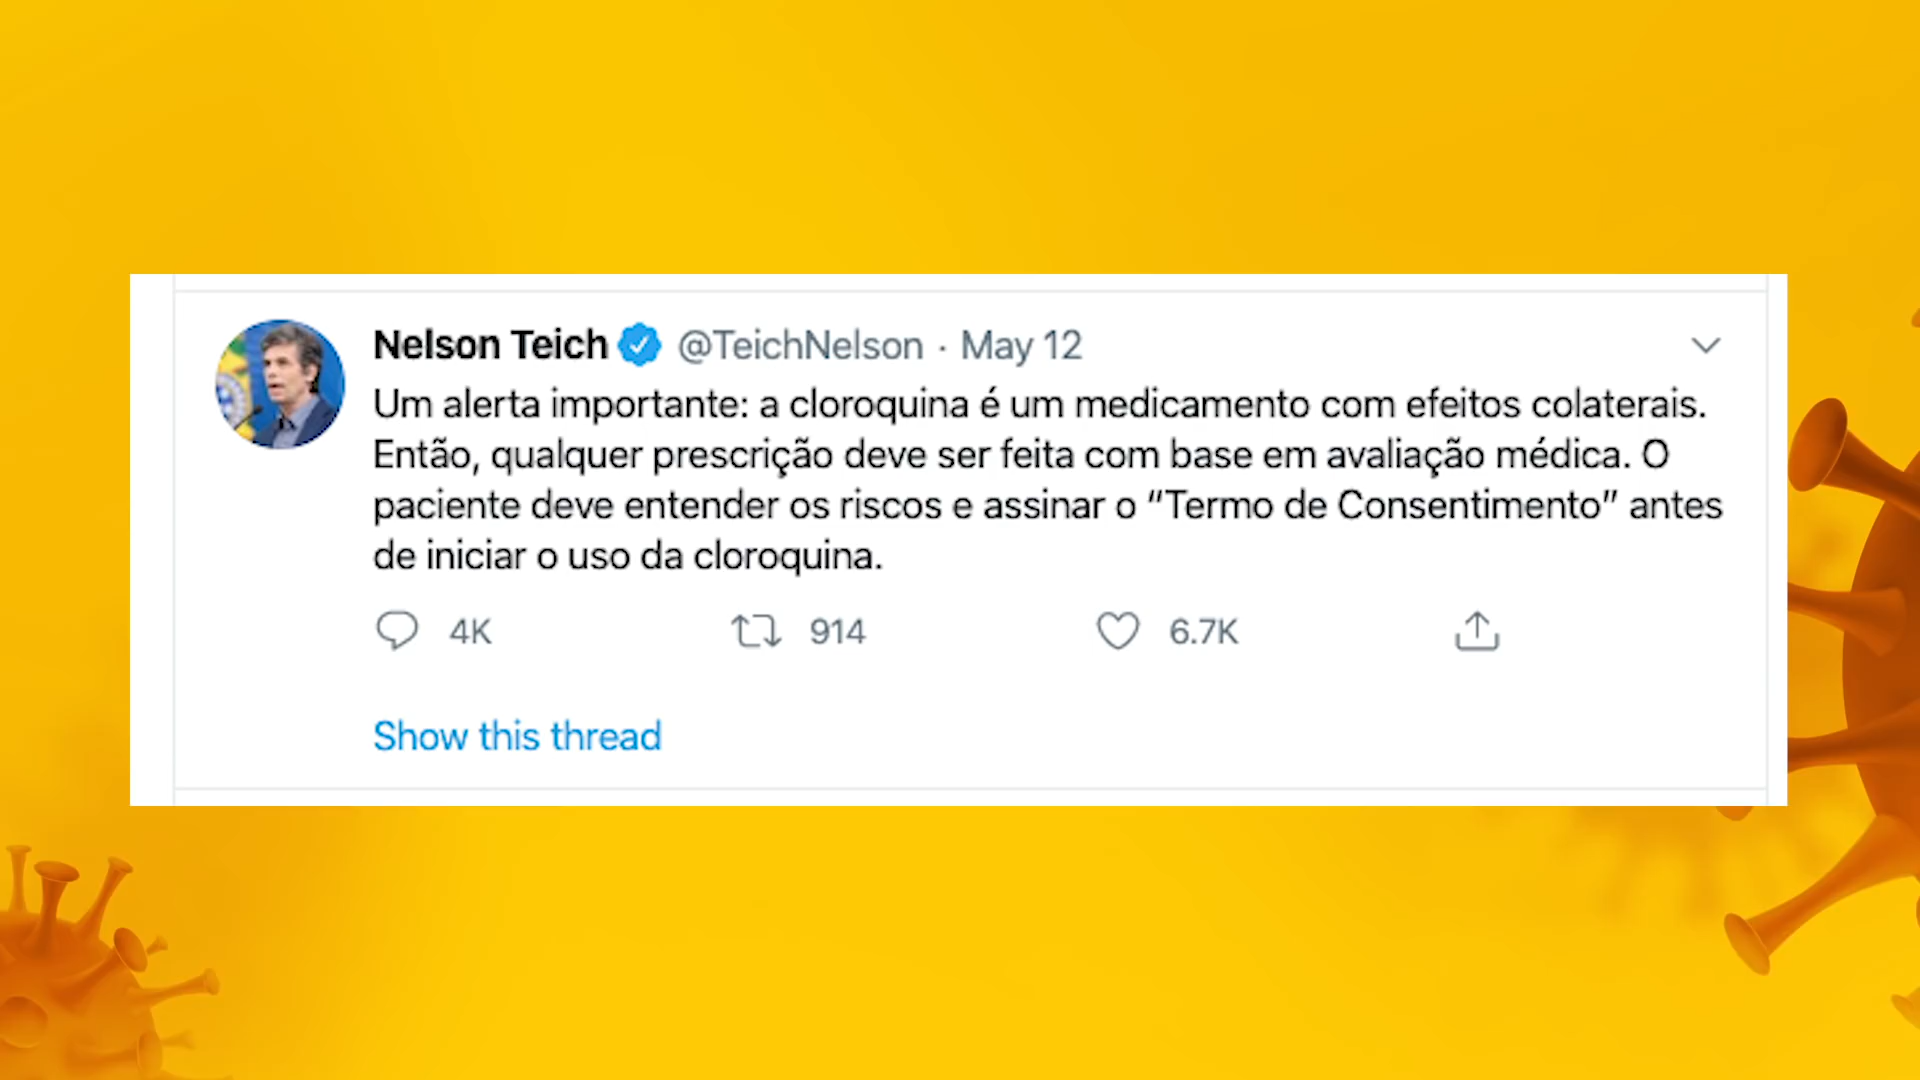 Nelson Teich @TeichNelson · May 12
Um alerta importante: a cloroquina é um medicamento com efeitos colaterais.
Então, qualquer prescrição deve ser feita com base em avaliação médica. O
paciente deve entender os riscos e assinar o “Termo de Consentimento” antes
de iniciar o uso da cloroquina.
4K 914 6.7K
Show this thread